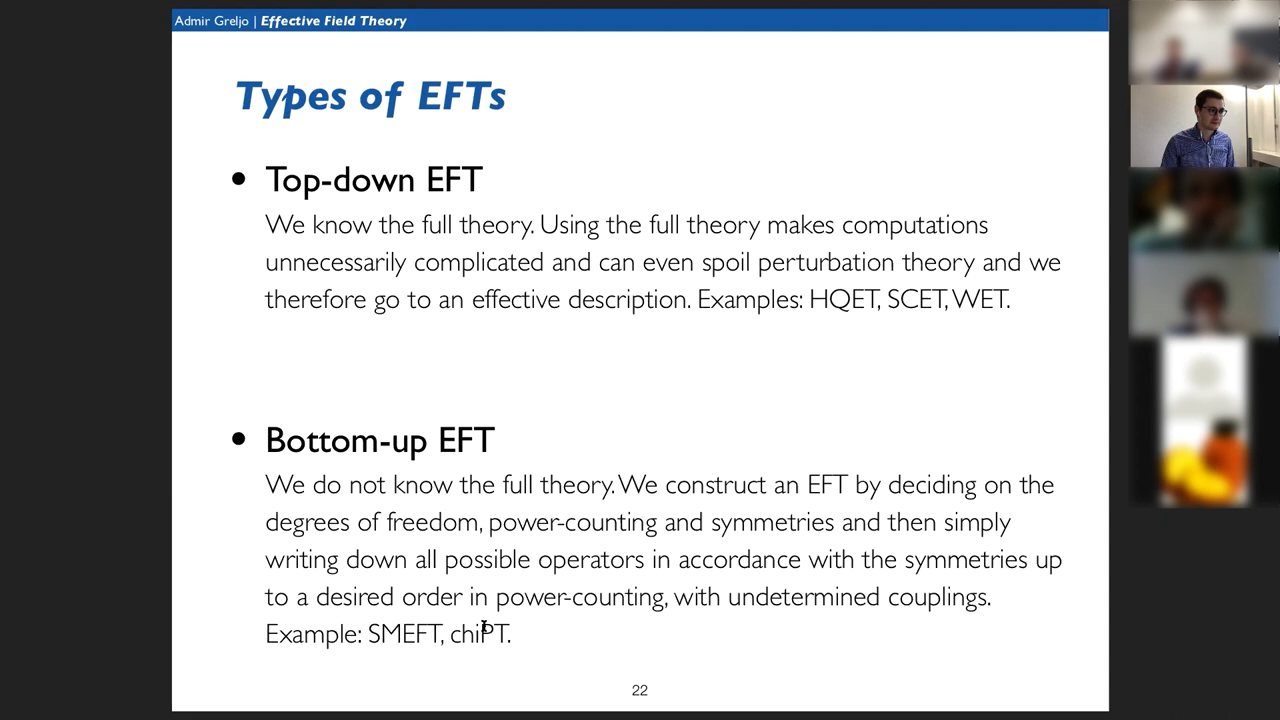 Admir Greljo | Effective Field Theory
Types of EFTs
• Top-down EFT
We know the full theory. Using the full theory makes computations
unnecessarily complicated and can even spoil perturbation theory and we
therefore go to an effective description. Examples: HQET, SCET, WET.
• Bottom-up EFT
We do not know the full theory. We construct an EFT by deciding on the
degrees of freedom, power-counting and symmetries and then simply
writing down all possible operators in accordance with the symmetries up
to a desired order in power-counting, with undetermined couplings.
Example: SMEFT, chiPT.
22